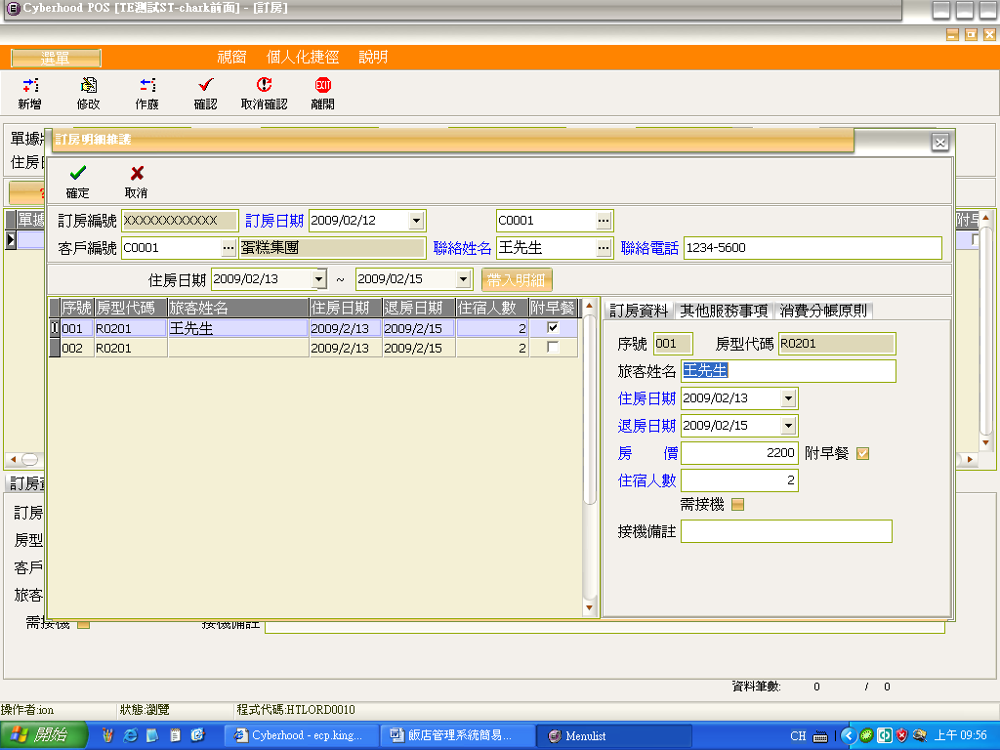 Cyberhood POS [TE測試ST-chark前面] - [訂房]
選單 視窗 個人化捷徑 說明
新增 修改 作廢 確認 取消確認 離開
單據
住房
訂房明細維護
確定 取消
訂房編號 XXXXXXXXXXXX 訂房日期 2009/02/12 C0001
客戶編號 C0001 蛋糕集團 聯絡姓名 王先生 聯絡電話 1234-5600
住房日期 2009/02/13 ~ 2009/02/15 帶入明細
單據 附早
序號 房型代碼 旅客姓名 住房日期 退房日期 住宿人數 附早餐
001 R0201 王先生 2009/2/13 2009/2/15 2
002 R0201 2009/2/13 2009/2/15 2
訂房資料 其他服務事項 消費分帳原則
序號 001 房型代碼 R0201
旅客姓名 王先生
住房日期 2009/02/13
退房日期 2009/02/15
房 價 2200 附早餐
住宿人數 2
需接機
接機備註
訂房資
訂房
房型
客戶
旅客
需接機 接機備註
資料筆數: 0 / 0
操作者:ion 狀態:瀏覽 程式代碼:HTLORD0010
開始 Cyberhood - ecp king... 飯店管理系統簡易... Menulist CH 上午 09:56